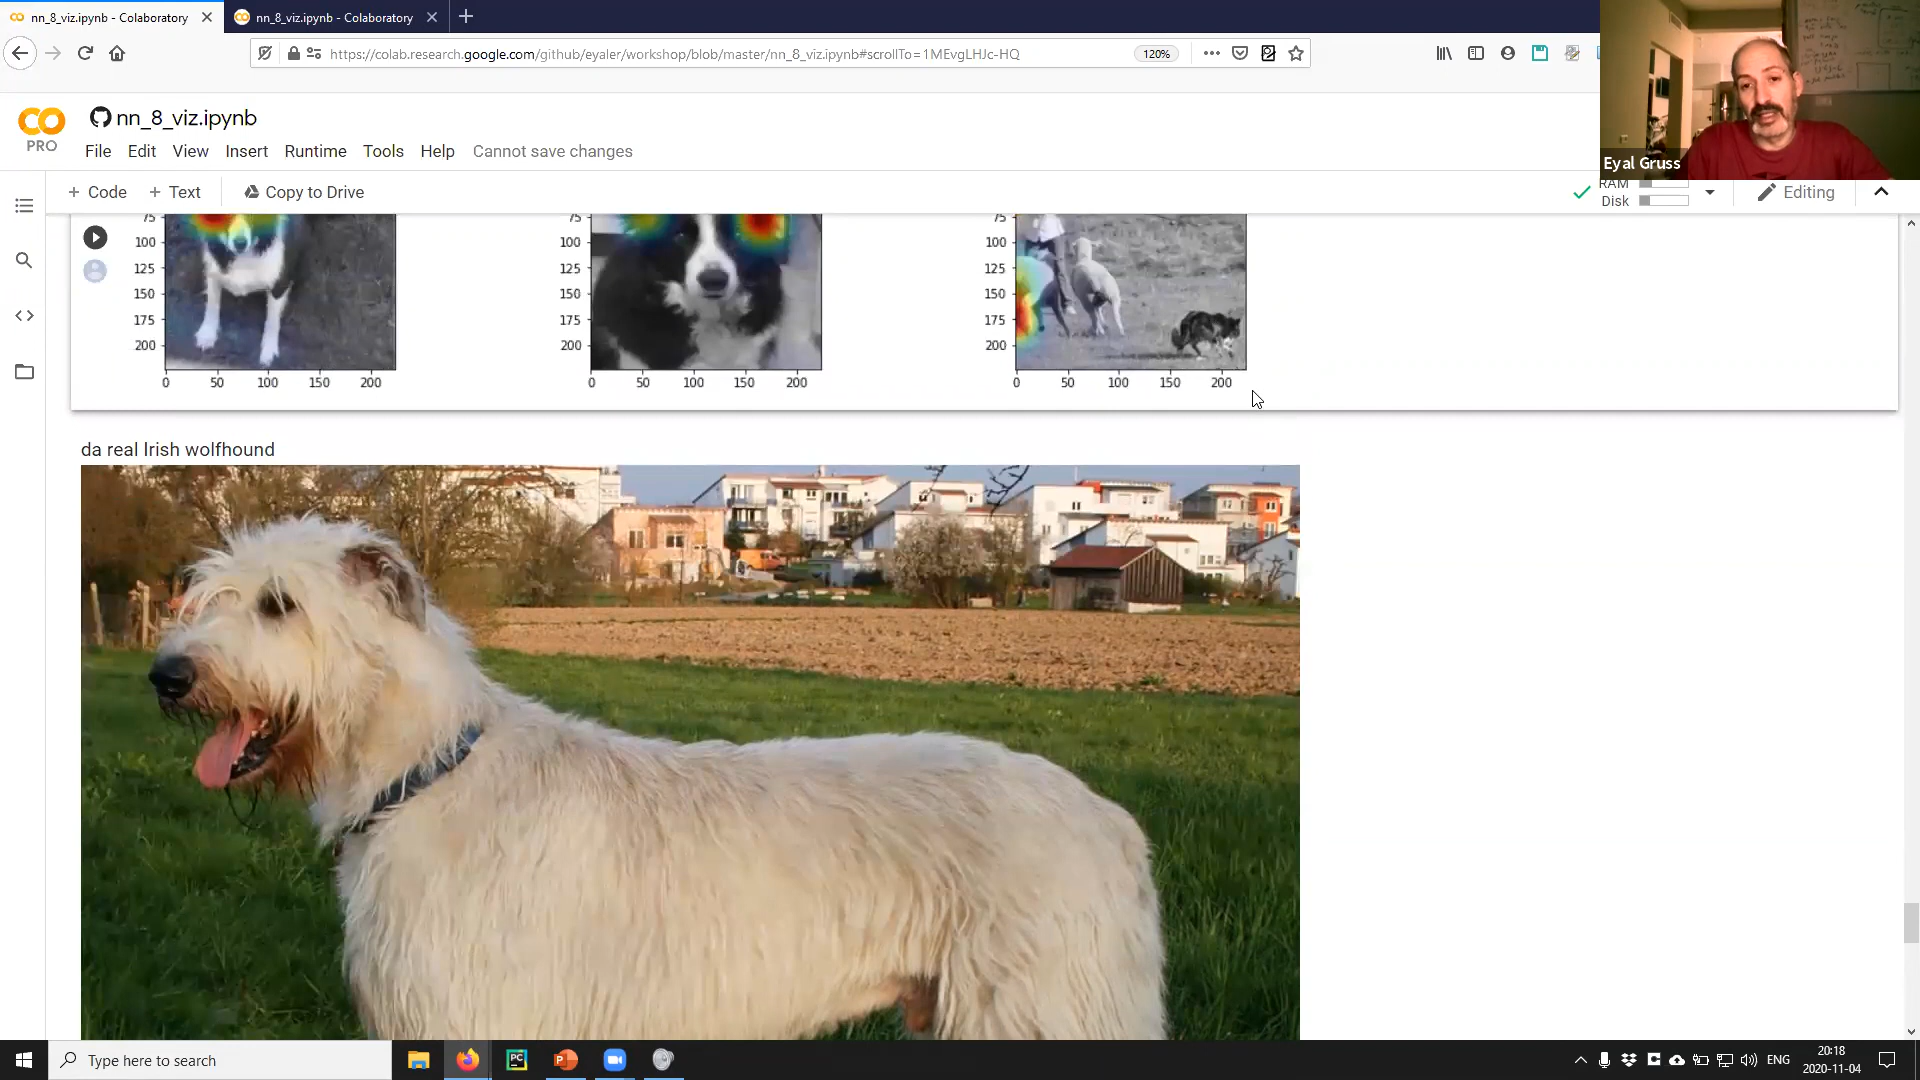 nn_8_viz.ipynb - Colaboratory
nn_8_viz.ipynb - Colaboratory
https://colab.research.google.com/github/eyaler/workshop/blob/master/nn_8_viz.ipynb#scrollTo=1MEvgLHJc-HQ
120%
Eyal Gruss
PRO
nn_8_viz.ipynb
File Edit View Insert Runtime Tools Help Cannot save changes
+ Code + Text Copy to Drive
RAM
Disk
Editing
75
100
125
150
175
200
0 50 100 150 200
75
100
125
150
175
200
0 50 100 150 200
75
100
125
150
175
200
0 50 100 150 200
da real Irish wolfhound
Type here to search
PC
ENG
20:18
2020-11-04